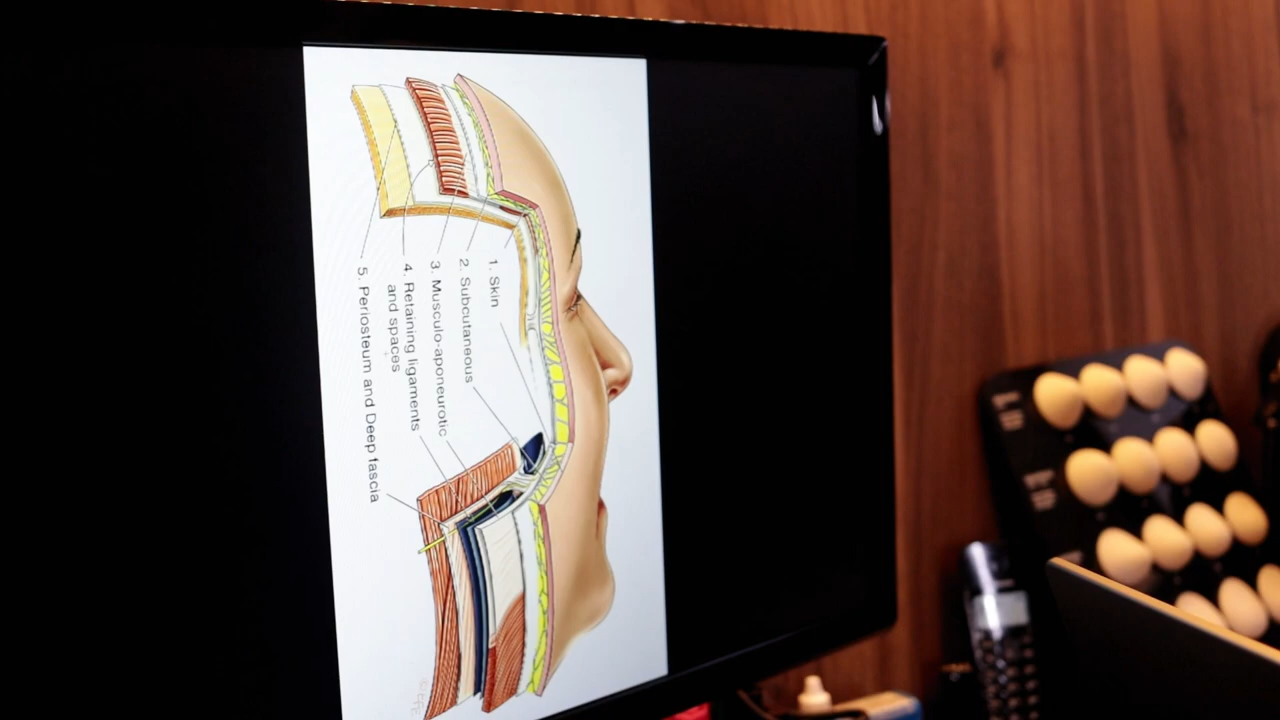 1. Skin
2. Subcutaneous
3. Musculo-aponeurotic
4. Retaining ligaments
and spaces
5. Periosteum and Deep fascia